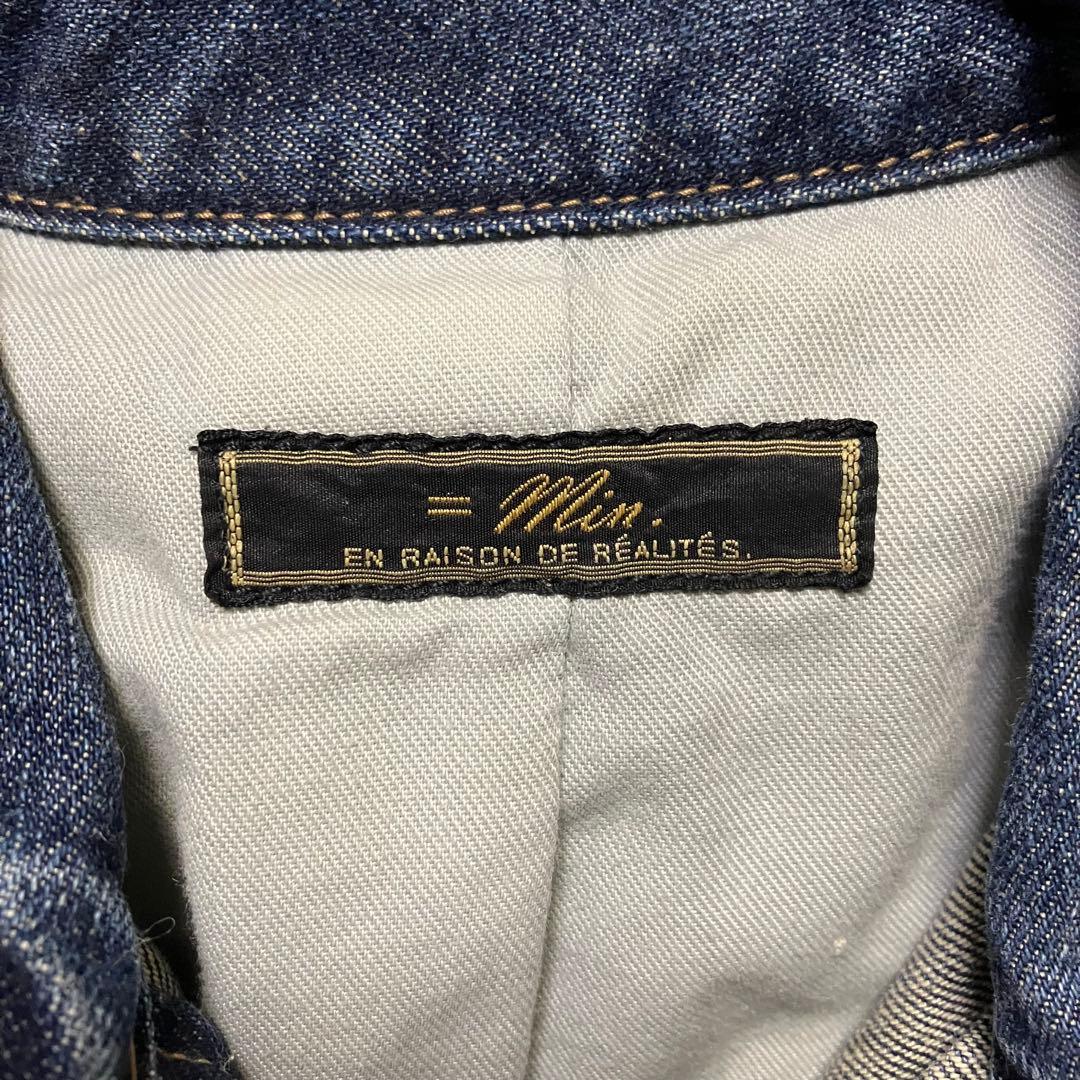 = Min.
EN RAISON DE RÉALITÉS.